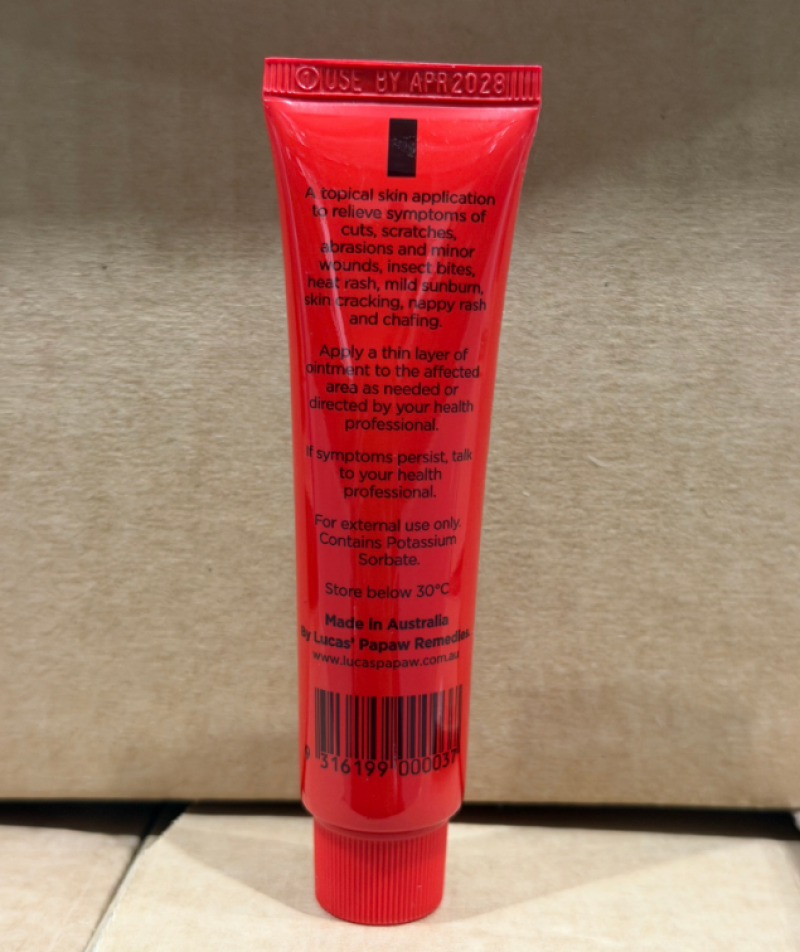 USE BY APR 2028
A topical skin application
to relieve symptoms of
cuts, scratches,
abrasions and minor
wounds, insect bites,
heat rash, mild sunburn,
skin cracking, nappy rash
and chafing.
Apply a thin layer of
ointment to the affected
area as needed or
directed by your health
professional.
If symptoms persist, talk
to your health
professional.
For external use only.
Contains Potassium
Sorbate.
Store below 30°C
Made in Australia
By Lucas' Papaw Remedies
www.lucaspapaw.com.au
9 316199 000037